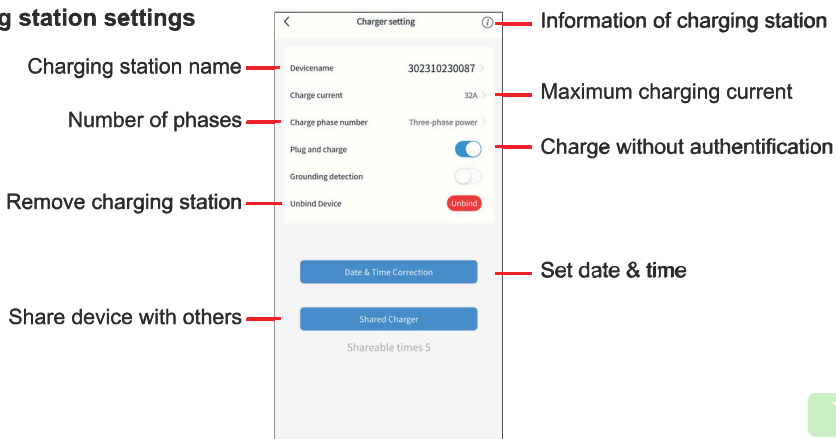 g station settings
Charger setting
i
Information of charging station
Charging station name
Devicename 302310230087
Charge current 32A
Maximum charging current
Number of phases
Charge phase number Three-phase power
Plug and charge
Charge without authentification
Grounding detection
Remove charging station
Unbind Device Unbind
Date & Time Correction
Set date & time
Share device with others
Shared Charger
Shareable times 5